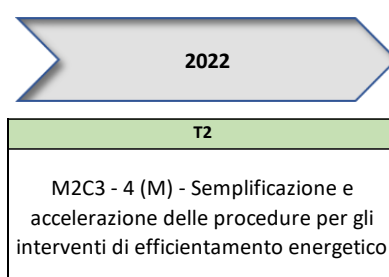 2022
T2
M2C3 - 4 (M) - Semplificazione e
accelerazione delle procedure per gli
interventi di efficientamento energetico